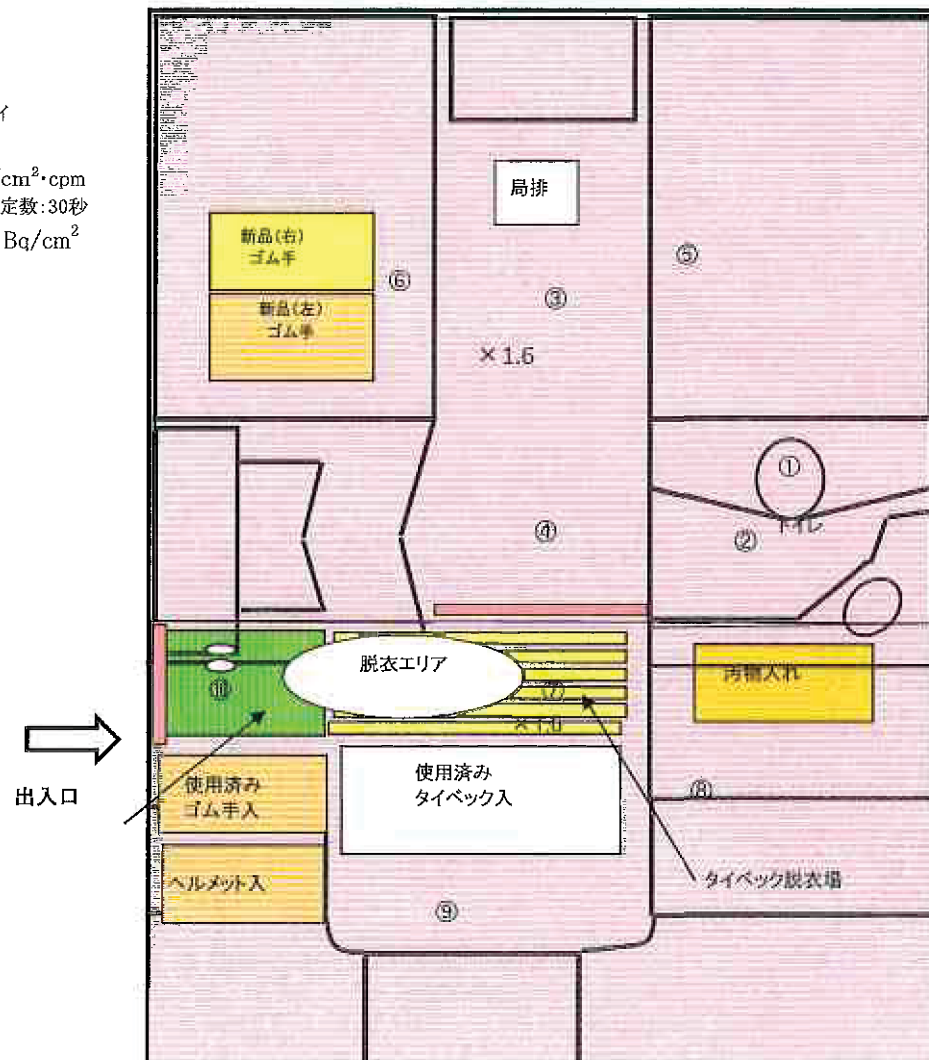 ィ
cm²・cpm
定数:30秒
Bq/cm²
局排
新品(右)
ゴム手
新品(左)
ゴム手
⑥
③
⑤
×1.6
①
トイレ
②
④
脱衣エリア
⑦
汚物入れ
出入口
使用済み
ゴム手入
使用済み
タイベック入
⑧
ヘルメット入
タイベック脱衣場
⑨